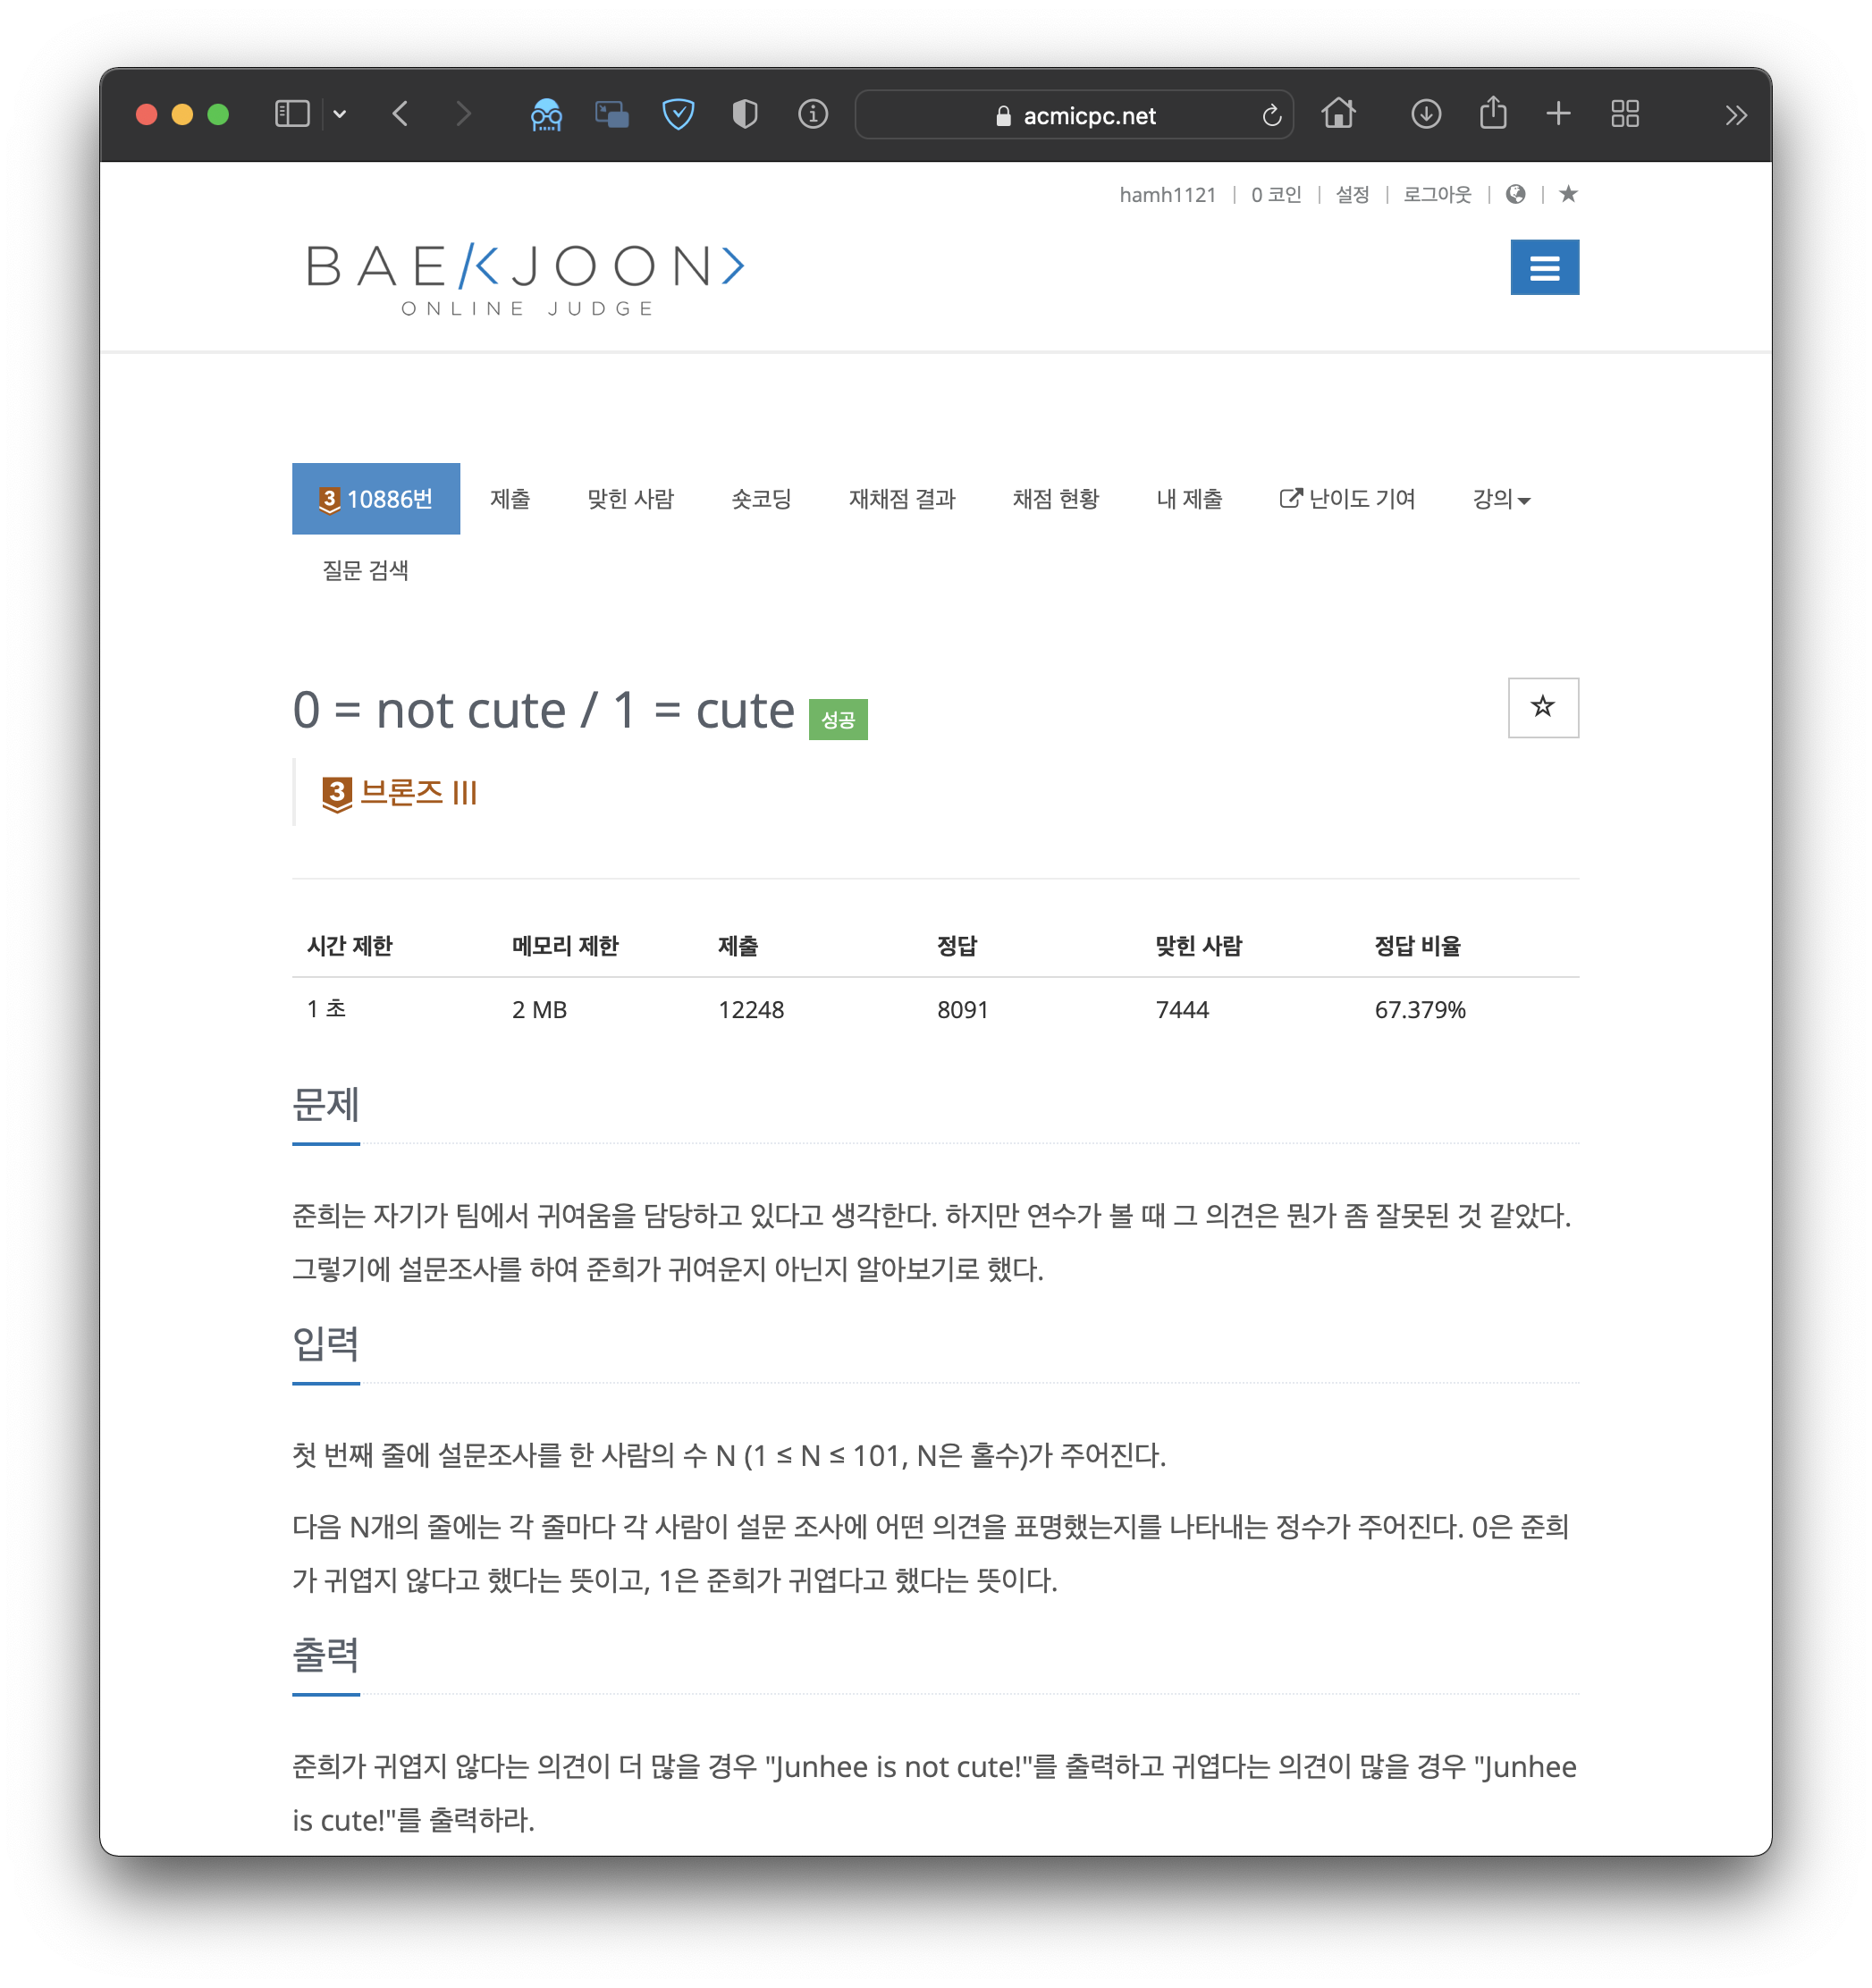 acmicpc.net
hamh1121 | 0 코인 | 설정 | 로그아웃 | |
BAEKJOON>
ONLINE JUDGE
3 10886번 제출 맞힌 사람 숏코딩 재채점 결과 채점 현황 내 제출 난이도 기여 강의
질문 검색
0 = not cute / 1 = cute 성공
3 브론즈 III
시간 제한 메모리 제한 제출 정답 맞힌 사람 정답 비율
1 초 2 MB 12248 8091 7444 67.379%
문제
준희는 자기가 팀에서 귀여움을 담당하고 있다고 생각한다. 하지만 연수가 볼 때 그 의견은 뭔가 좀 잘못된 것 같았다.
그렇기에 설문조사를 하여 준희가 귀여운지 아닌지 알아보기로 했다.
입력
첫 번째 줄에 설문조사를 한 사람의 수 N (1 ≤ N ≤ 101, N은 홀수)가 주어진다.
다음 N개의 줄에는 각 줄마다 각 사람이 설문 조사에 어떤 의견을 표명했는지를 나타내는 정수가 주어진다. 0은 준희
가 귀엽지 않다고 했다는 뜻이고, 1은 준희가 귀엽다고 했다는 뜻이다.
출력
준희가 귀엽지 않다는 의견이 더 많을 경우 "Junhee is not cute!"를 출력하고 귀엽다는 의견이 많을 경우 "Junhee
is cute!"를 출력하라.